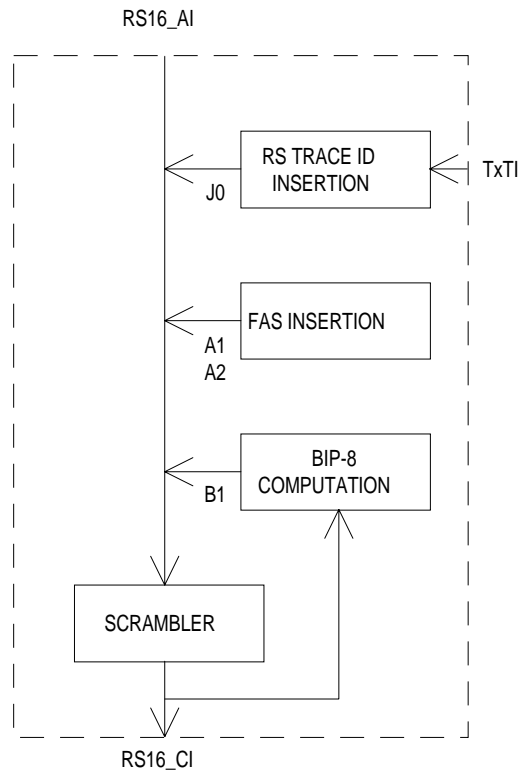 RS16_AI
RS TRACE ID
INSERTION
TxTI
J0
FAS INSERTION
A1
A2
BIP-8
COMPUTATION
B1
SCRAMBLER
RS16_CI